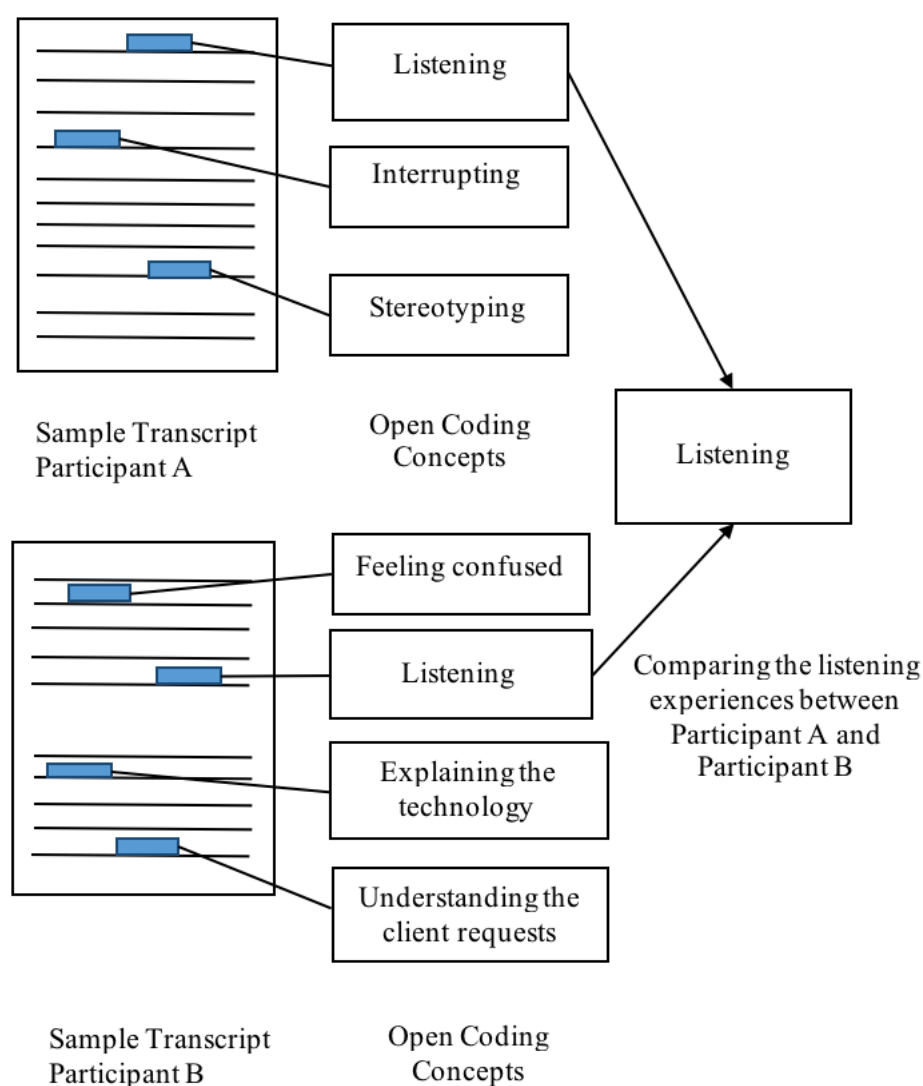 Listening
Interrupting
Stereotyping
Sample Transcript
Participant A
Open Coding
Concepts
Listening
Feeling confused
Listening
Explaining the
technology
Understanding the
client requests
Comparing the listening
experiences between
Participant A and
Participant B
Sample Transcript
Participant B
Open Coding
Concepts